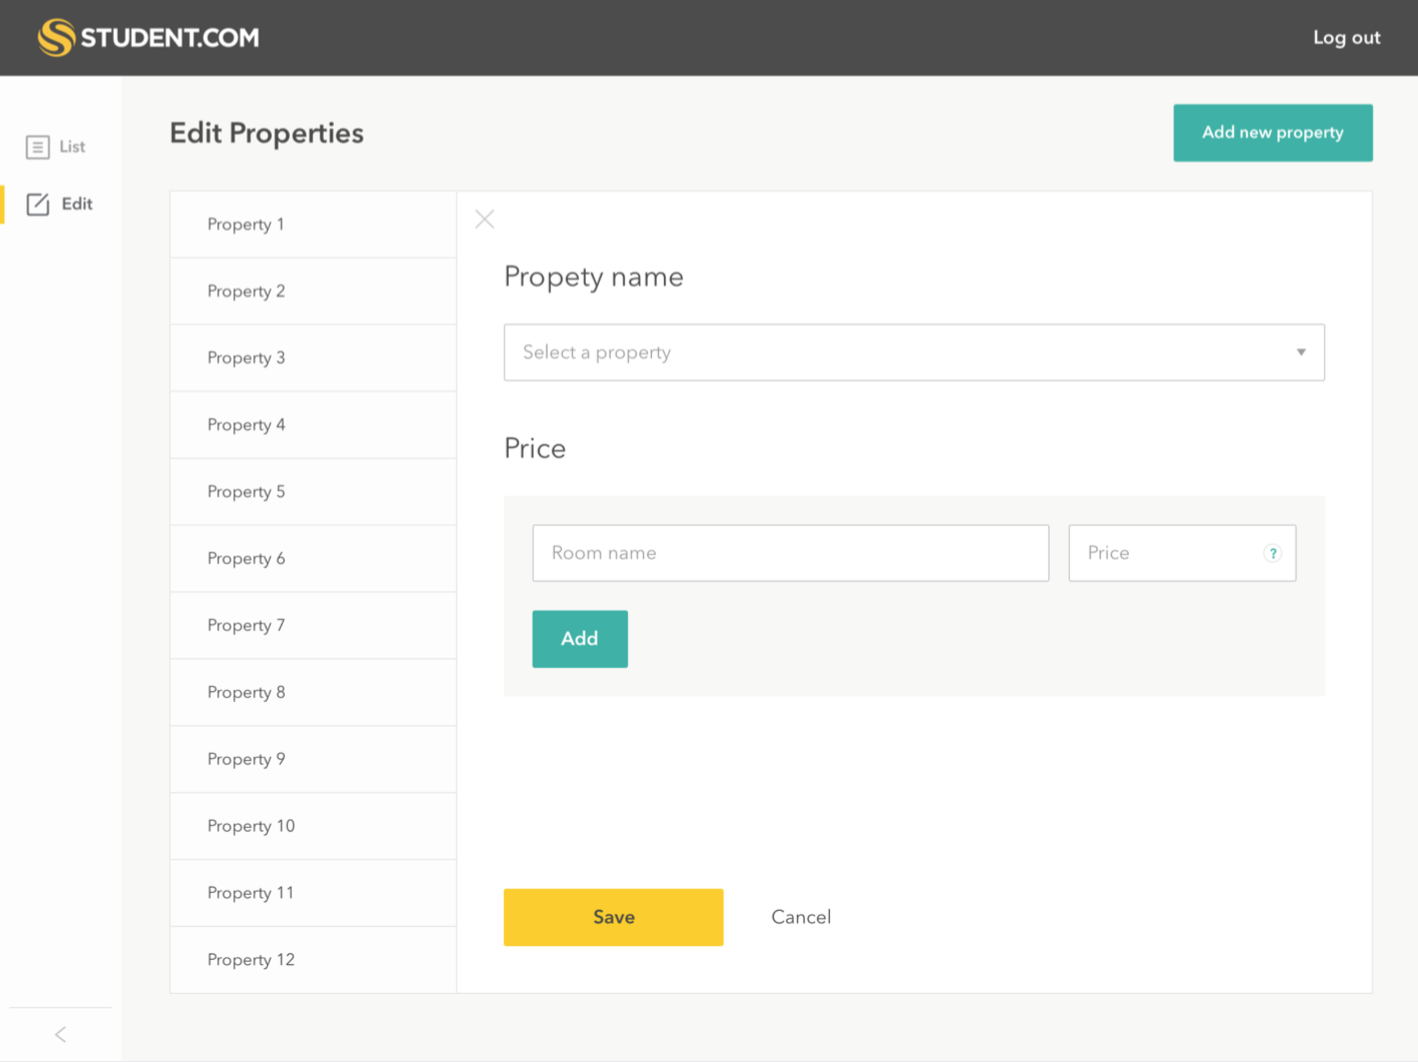 STUDENT.COM
Log out
List
Edit
Edit Properties
Add new property
Property 1
Property 2
Property 3
Property 4
Property 5
Property 6
Property 7
Property 8
Property 9
Property 10
Property 11
Property 12
Propety name
Select a property
Price
Room name
Price
?
Add
Save
Cancel